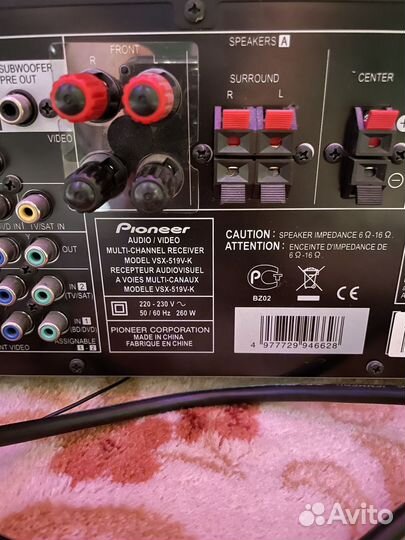 SPEAKERS A
SUBWOOFER
PRE OUT
FRONT
R L
SURROUND
R L
CENTER
VIDEO
IN1 TV/SAT IN
OUT
IN 2
(TV/SAT)
IN 1
(BD/DVD)
ASSIGNABLE
1 - 2
NT VIDEO
Pioneer
AUDIO / VIDEO
MULTI-CHANNEL RECEIVER
MODEL VSX-519V-K
RECEPTEUR AUDIOVISUEL
A VOIES MULTI-CANAUX
MODELE VSX-519V-K
220 - 230 V ~
50 / 60 Hz 260 W
PIONEER CORPORATION
MADE IN CHINA
FABRIQUE EN CHINE
CAUTION : SPEAKER IMPEDANCE 6 Ω -16 Ω .
ATTENTION : ENCEINTE D'IMPEDANCE DE
6 Ω -16 Ω .
BZ02
CE
4 977729 946628
Avito